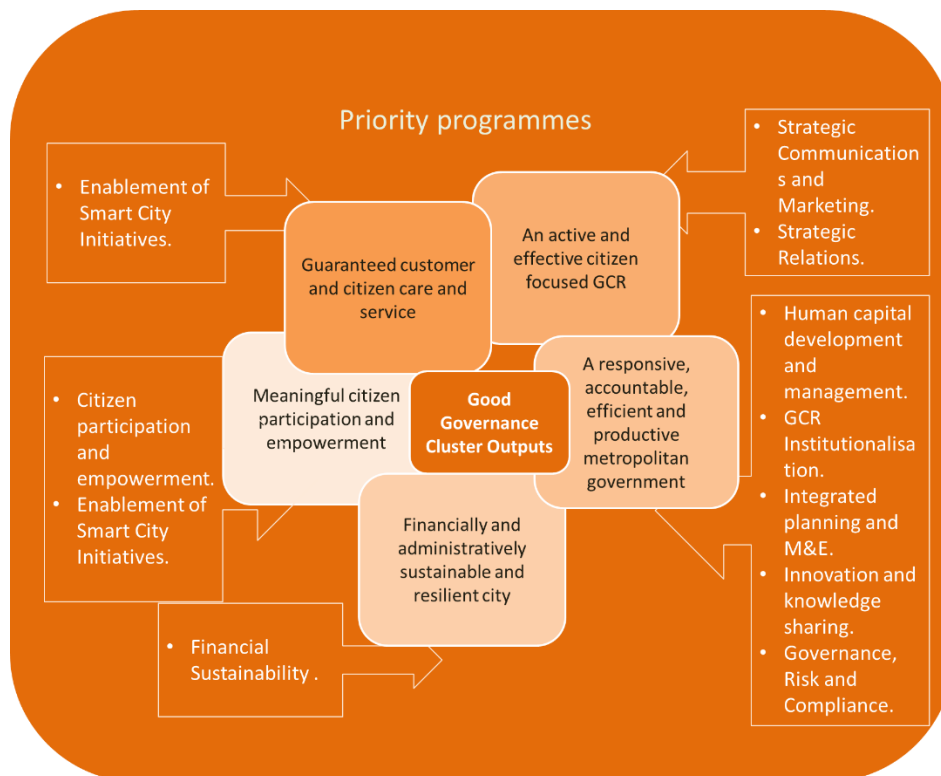 Priority programmes
• Enablement of
Smart City
Initiatives.
• Strategic
Communication
s and
Marketing.
• Strategic
Relations.
An active and
effective citizen
focused GCR
Guaranteed customer
and citizen care and
service
• Human capital
development
and
management.
• GCR
Institutionalisa
tion.
• Integrated
planning and
M&E.
• Innovation and
knowledge
sharing.
• Governance,
Risk and
Compliance.
A responsive,
accountable,
efficient and
productive
metropolitan
government
Meaningful citizen
participation and
empowerment
Good
Governance
Cluster Outputs
• Citizen
participation
and
empowerment.
• Enablement of
Smart City
Initiatives.
Financially and
administratively
sustainable and
resilient city
• Financial
Sustainability .